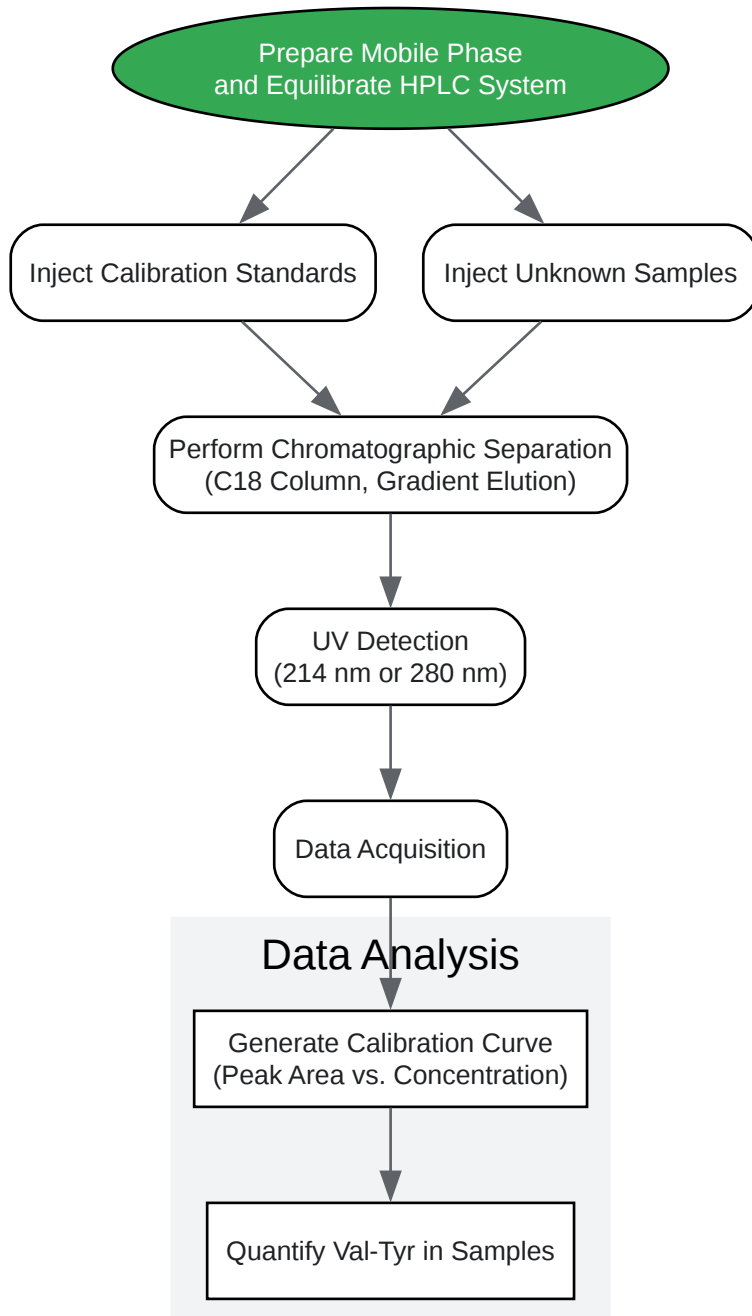 Prepare Mobile Phase
and Equilibrate HPLC System
Inject Calibration Standards
Inject Unknown Samples
Perform Chromatographic Separation
(C18 Column, Gradient Elution)
UV Detection
(214 nm or 280 nm)
Data Acquisition
Data Analysis
Generate Calibration Curve
(Peak Area vs. Concentration)
Quantify Val-Tyr in Samples